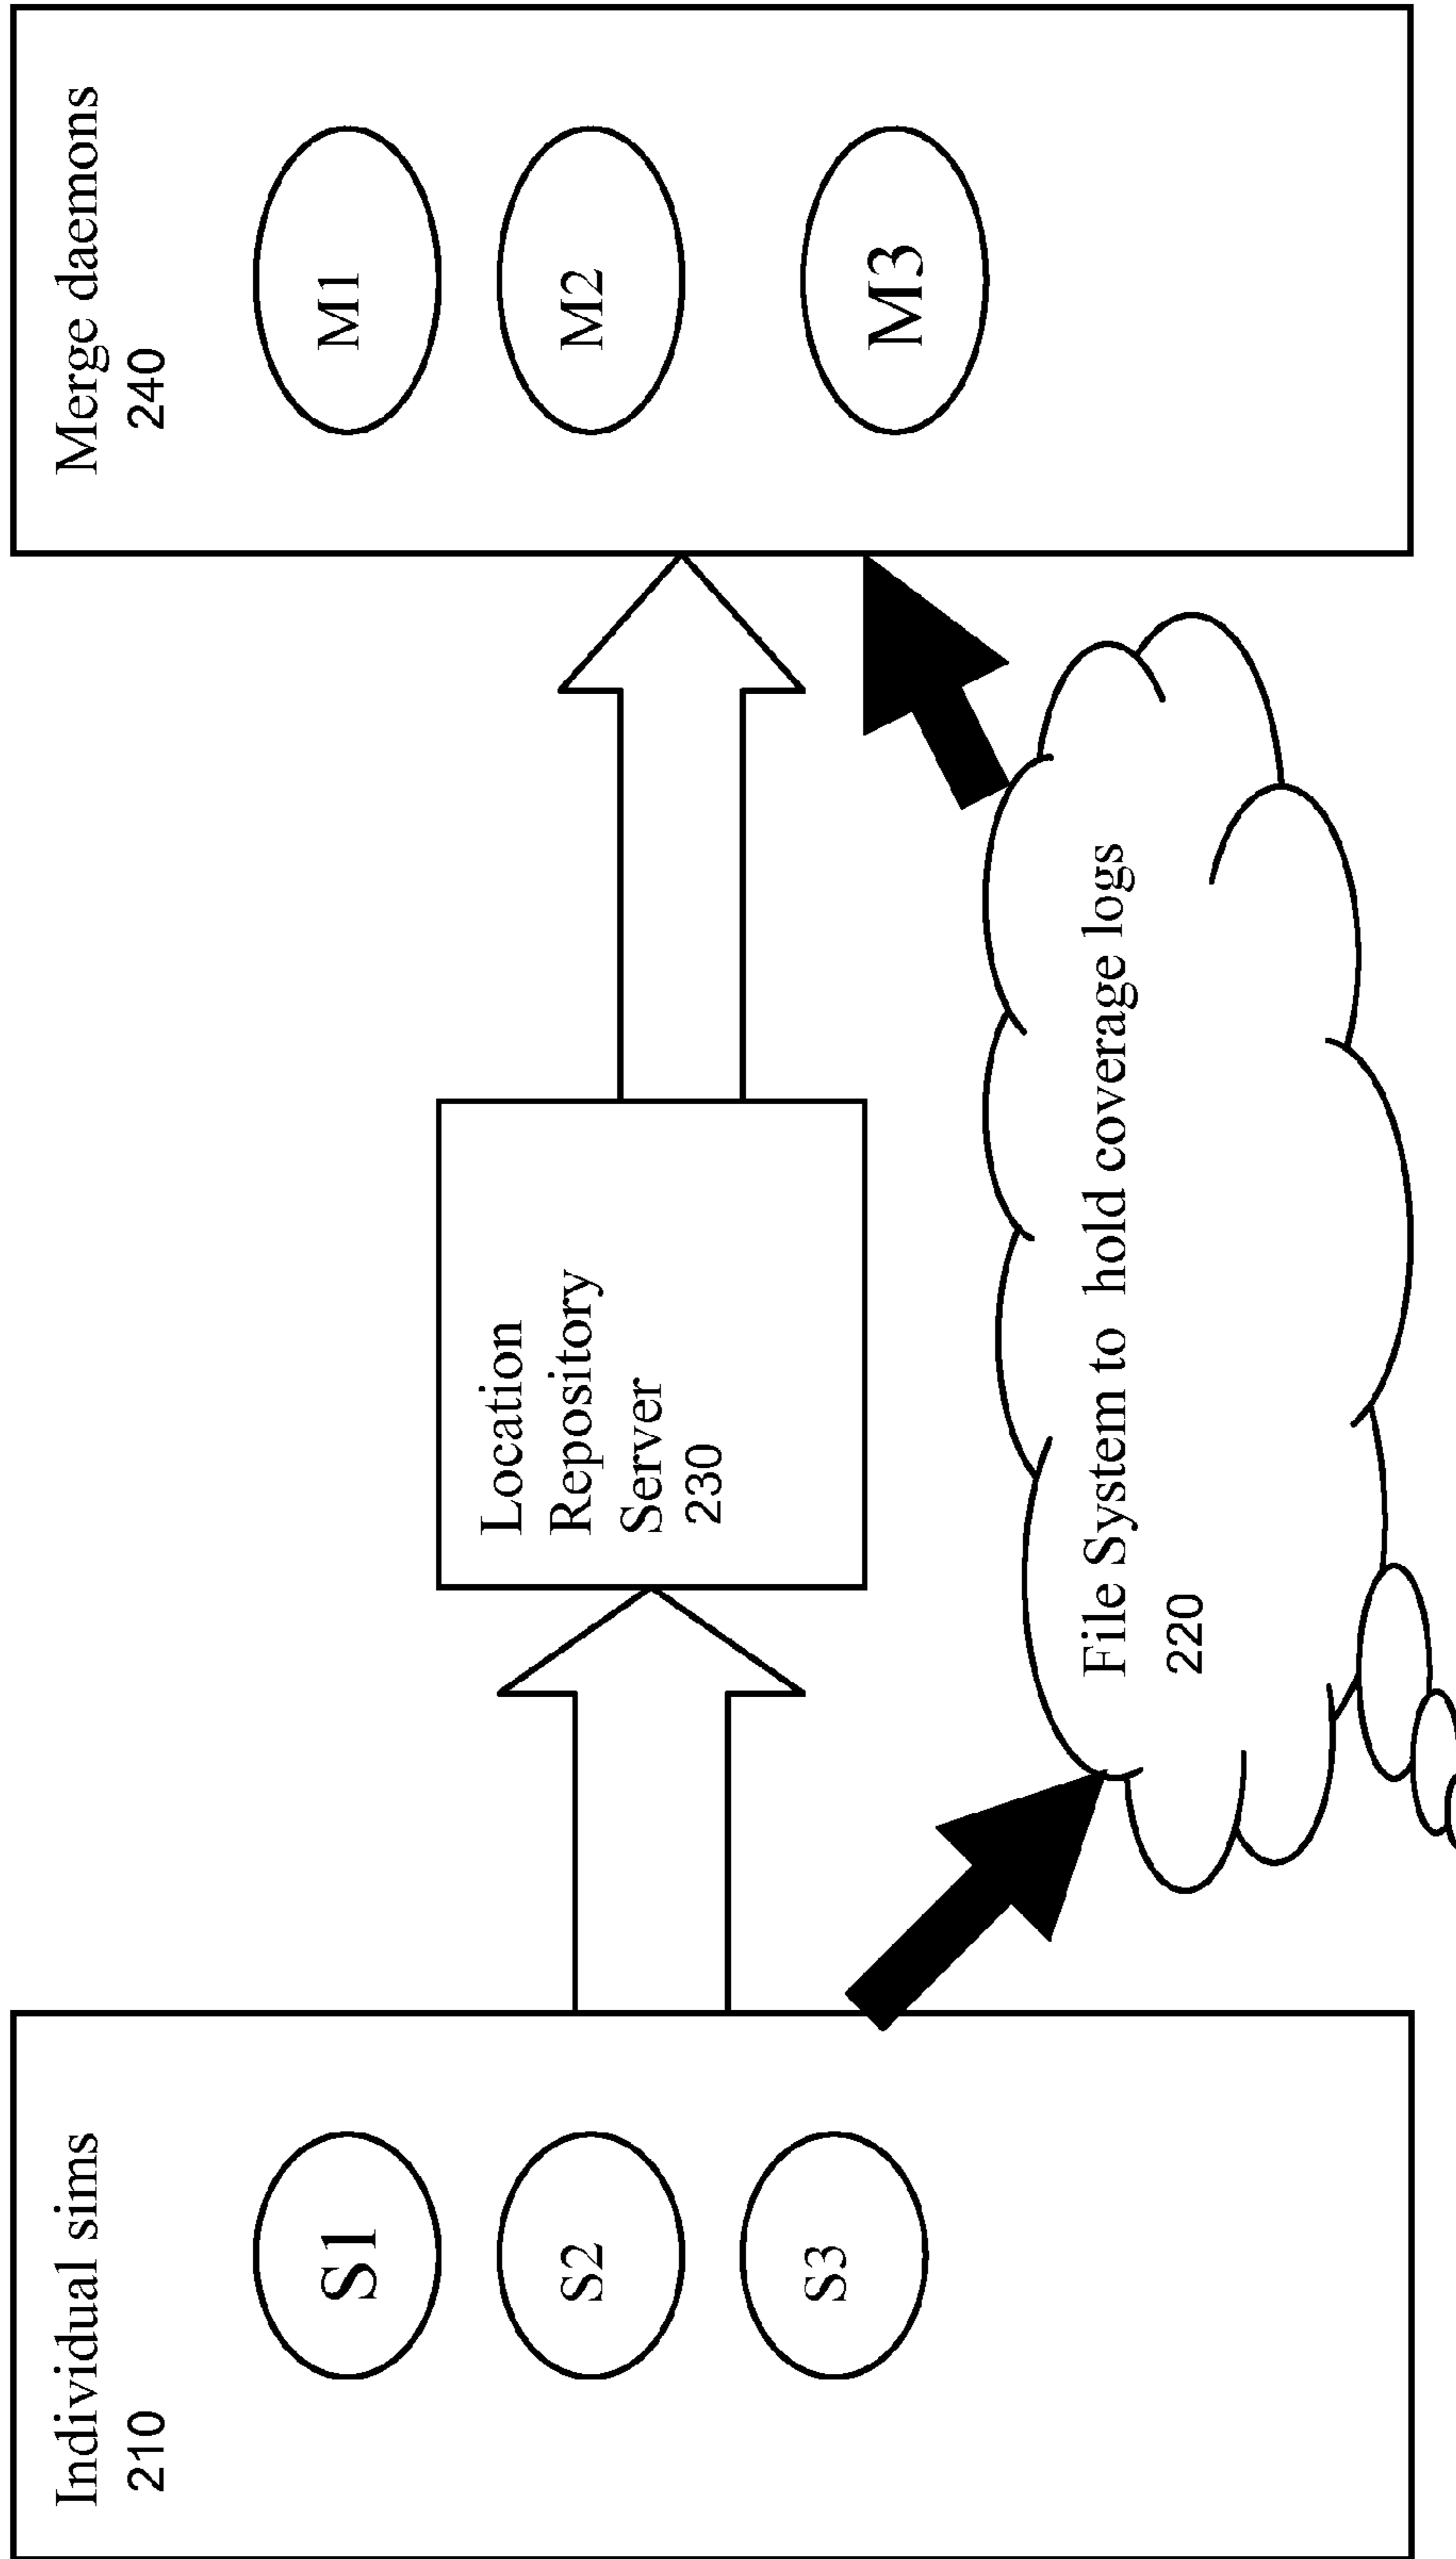 Individual sims
210
S1
S2
S3
Location
Repository
Server
230
File System to hold coverage logs
220
Merge daemons
240
M1
M2
M3